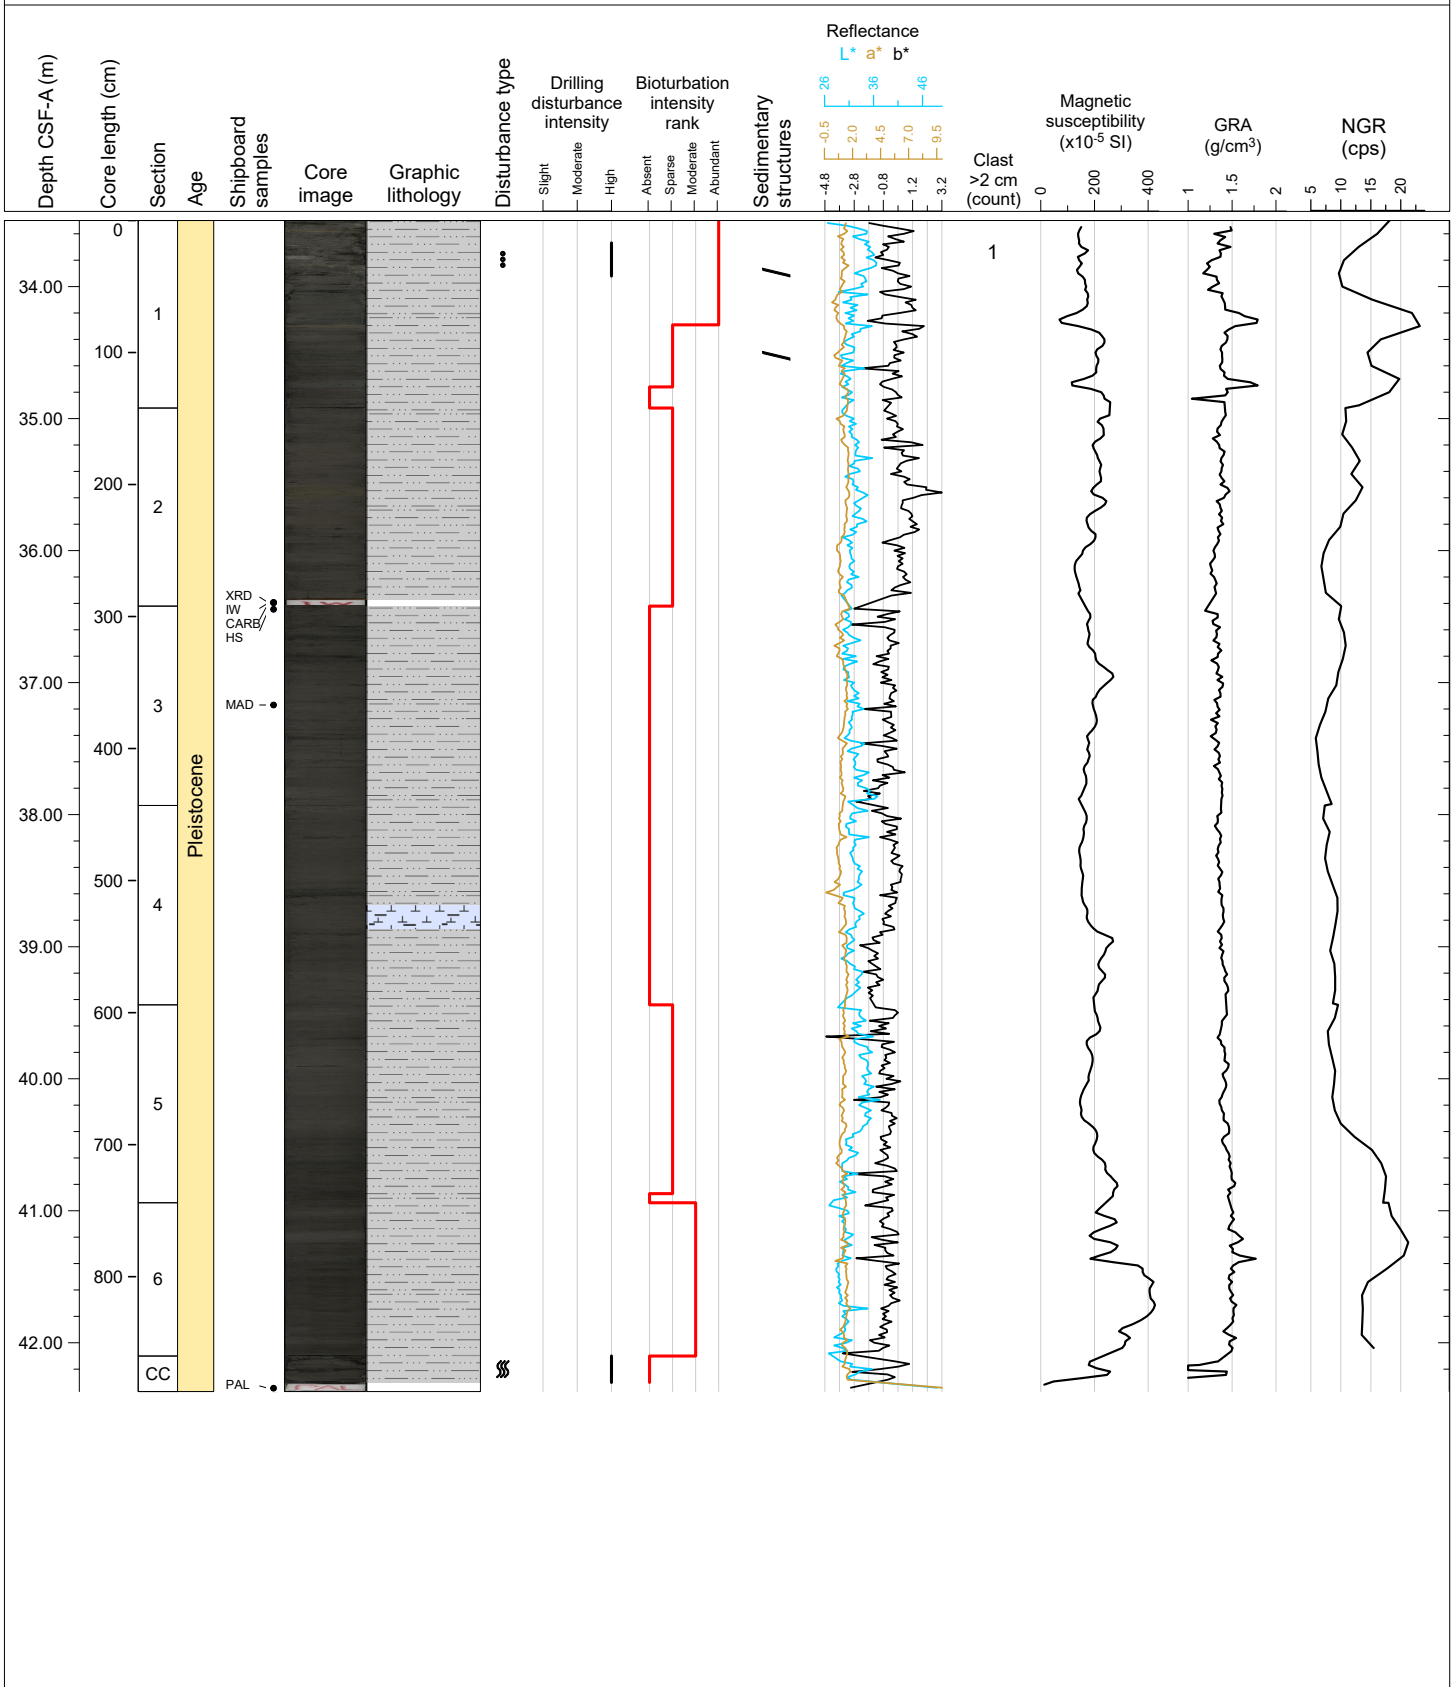 Depth CSF-A (m)
Core length (cm)
Section
Age
Shipboard
samples
Core
image
Graphic
lithology
Disturbance type
Drilling
disturbance
intensity
Slight
Moderate
High
Bioturbation
intensity
rank
Absent
Sparse
Moderate
Abundant
Sedimentary
structures
Reflectance
L* a* b*
26 36 46
-0.5 2.0 4.5 7.0 9.5
-4.8 -2.8 -0.8 1.2 3.2
Clast
>2 cm
(count)
Magnetic
susceptibility
(x10-5 SI)
0 200 400
GRA
(g/cm3)
1 1.5 2
NGR
(cps)
5 10 15 20
0
1
34.00
1
100
35.00
200
2
36.00
XRD
IW
300
CARB
HS
37.00
3
MAD
400
Pleistocene
38.00
500
4
39.00
600
40.00
5
700
41.00
800
6
42.00
CC
PAL